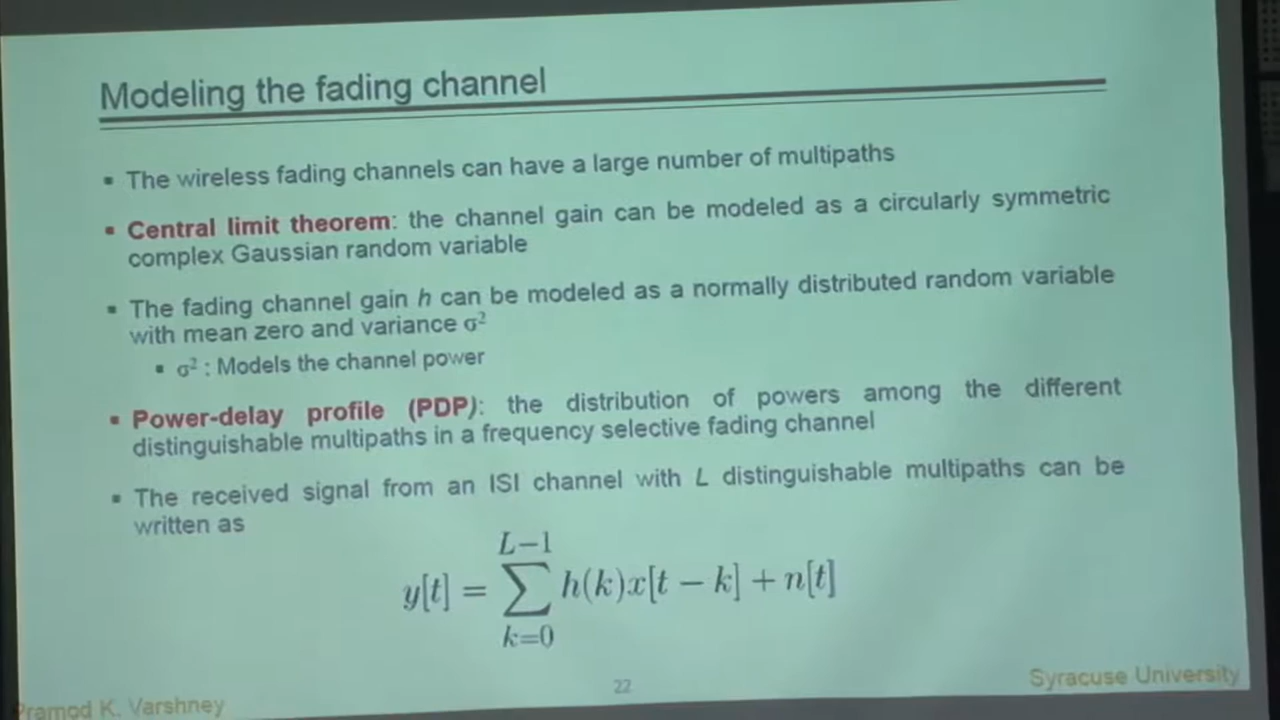 Modeling the fading channel
▪ The wireless fading channels can have a large number of multipaths
▪ Central limit theorem: the channel gain can be modeled as a circularly symmetric
complex Gaussian random variable
▪ The fading channel gain h can be modeled as a normally distributed random variable
with mean zero and variance σ²
▪ σ² : Models the channel power
▪ Power-delay profile (PDP): the distribution of powers among the different
distinguishable multipaths in a frequency selective fading channel
▪ The received signal from an ISI channel with L distinguishable multipaths can be
written as
L−1
y[t] = ∑ h(k)x[t − k] + n[t]
k=0
22
Pramod K. Varshney
Syracuse University